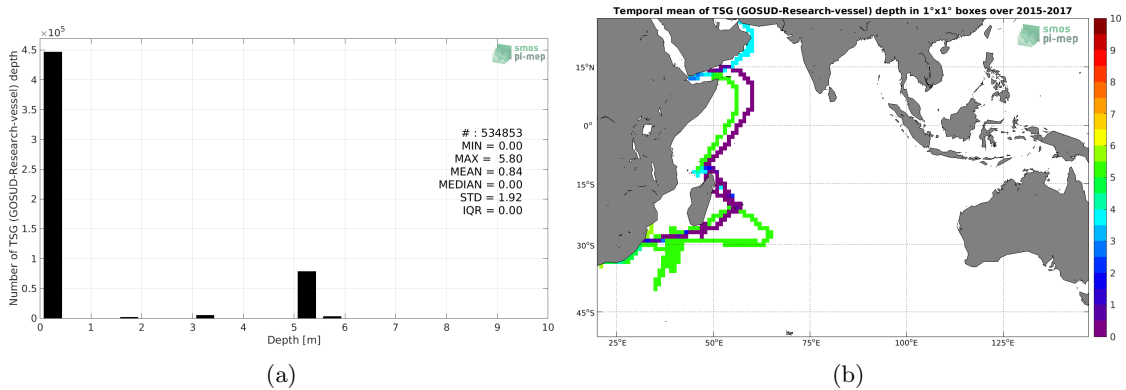 ×10⁵
4.5
4
3.5
3
2.5
2
1.5
1
0.5
0
Number of TSG (GOSUD-Research-vessel) depth
0 1 2 3 4 5 6 7 8 9 10
Depth [m]
smos
pi-mep
# : 534853
MIN = 0.00
MAX = 5.80
MEAN = 0.84
MEDIAN = 0.00
STD = 1.92
IQR = 0.00
(a)
Temporal mean of TSG (GOSUD-Research-vessel) depth in 1°x1° boxes over 2015-2017
smos
pi-mep
15°N
0°
15°S
30°S
45°S
25°E 50°E 75°E 100°E 125°E
10
9
8
7
6
5
4
3
2
1
0
(b)